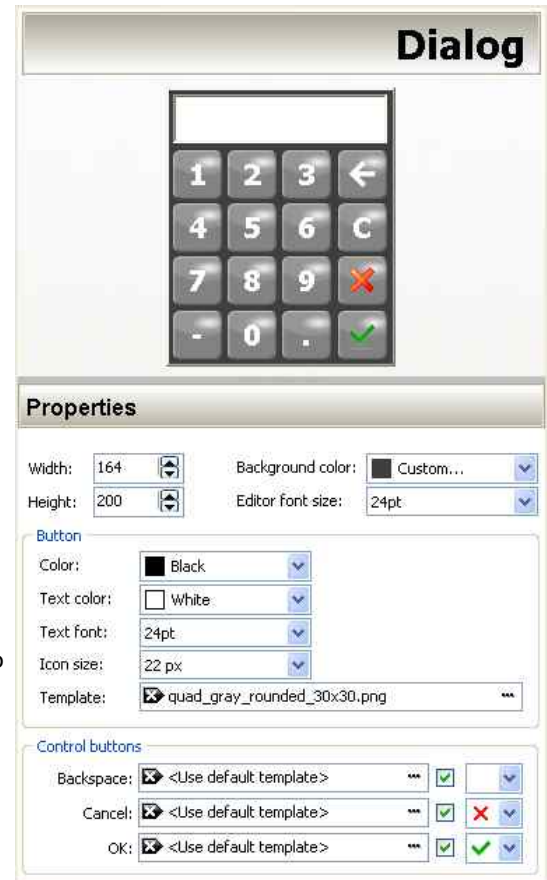 Dialog
1 2 3
4 5 6 C
7 8 9
- 0 .
Properties
Width: 164 Background color: Custom...
Height: 200 Editor font size: 24pt
Button
Color: Black
Text color: White
Text font: 24pt
Icon size: 22 px
Template: quad_gray_rounded_30x30.png ...
Control buttons
Backspace: <Use default template> ...
Cancel: <Use default template> ...
OK: <Use default template> ...